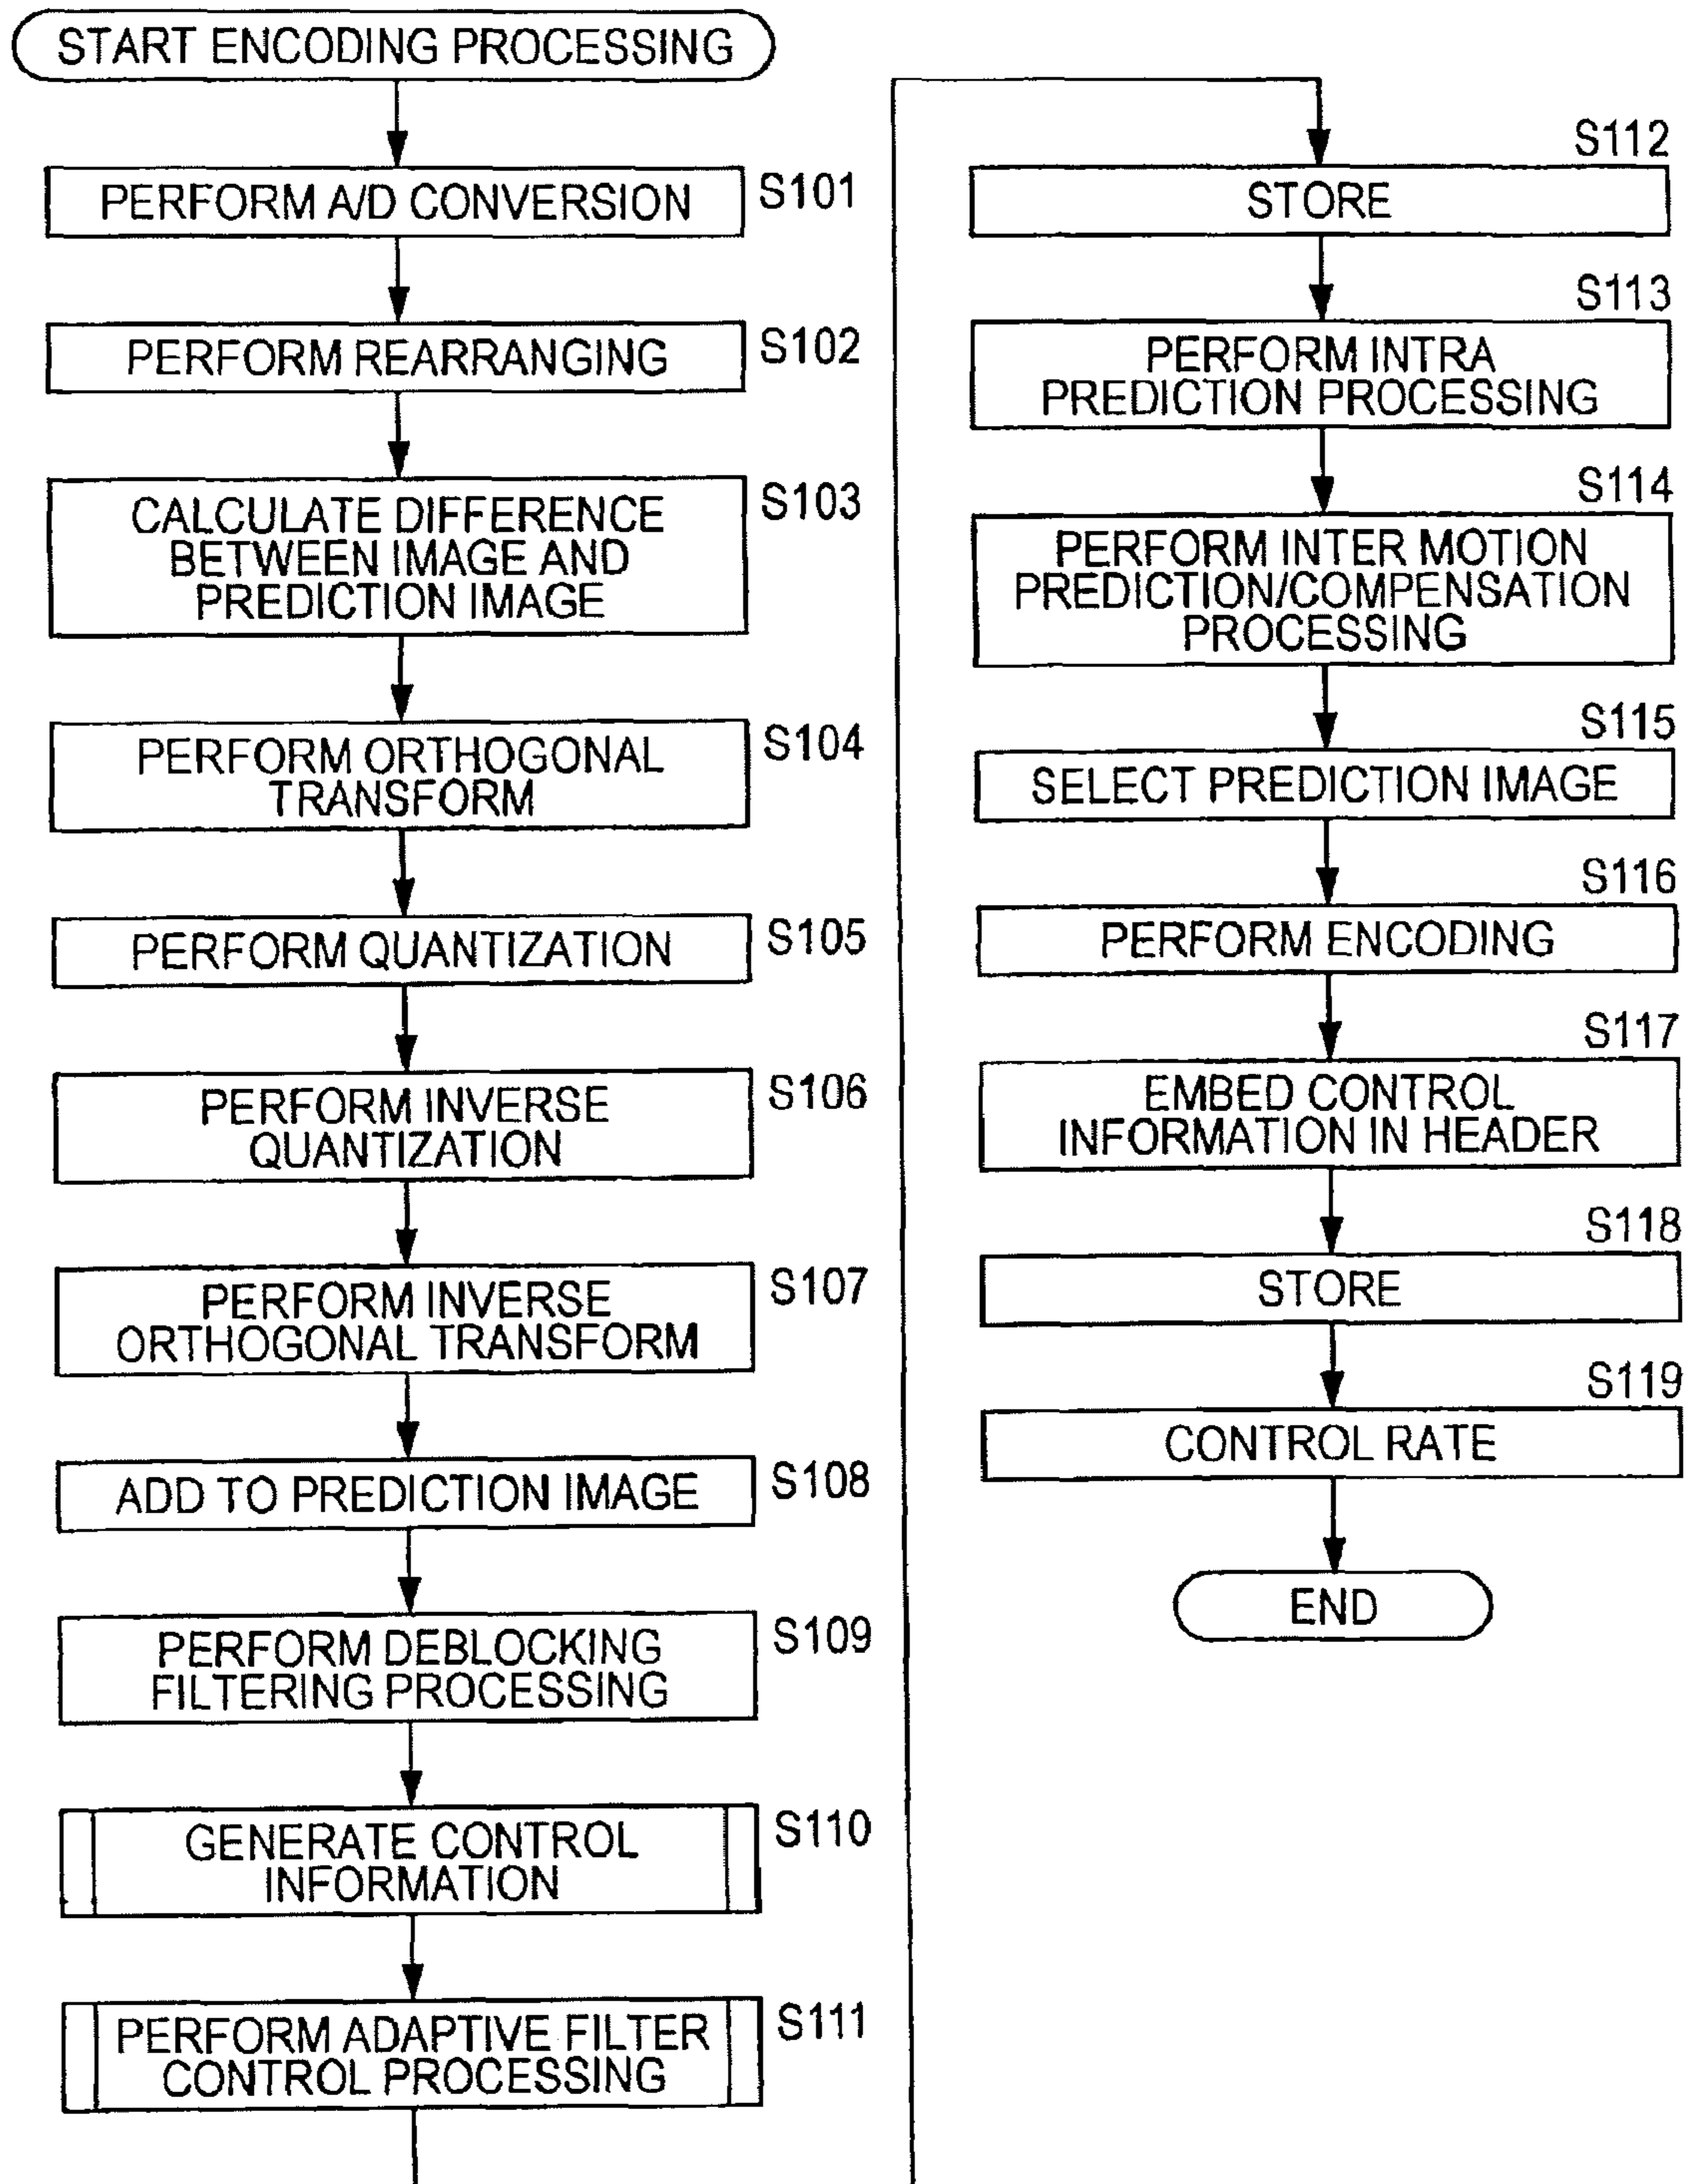 START ENCODING PROCESSING
PERFORM A/D CONVERSION
S101
PERFORM REARRANGING
S102
CALCULATE DIFFERENCE
BETWEEN IMAGE AND
PREDICTION IMAGE
S103
PERFORM ORTHOGONAL
TRANSFORM
S104
PERFORM QUANTIZATION
S105
PERFORM INVERSE
QUANTIZATION
S106
PERFORM INVERSE
ORTHOGONAL TRANSFORM
S107
ADD TO PREDICTION IMAGE
S108
PERFORM DEBLOCKING
FILTERING PROCESSING
S109
GENERATE CONTROL
INFORMATION
S110
PERFORM ADAPTIVE FILTER
CONTROL PROCESSING
S111
S112
STORE
S113
PERFORM INTRA
PREDICTION PROCESSING
S114
PERFORM INTER MOTION
PREDICTION/COMPENSATION
PROCESSING
S115
SELECT PREDICTION IMAGE
S116
PERFORM ENCODING
S117
EMBED CONTROL
INFORMATION IN HEADER
S118
STORE
S119
CONTROL RATE
END